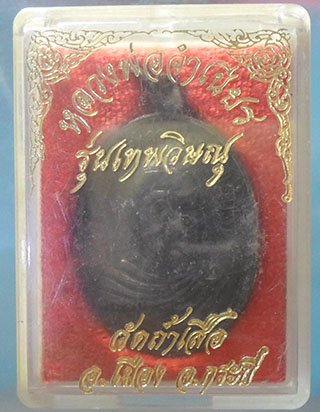 หลวงพ่อจำเนียร
รุ่นเทพวิษณุ
วัดถ้ำเสือ
อ.เมือง จ.กระบี่